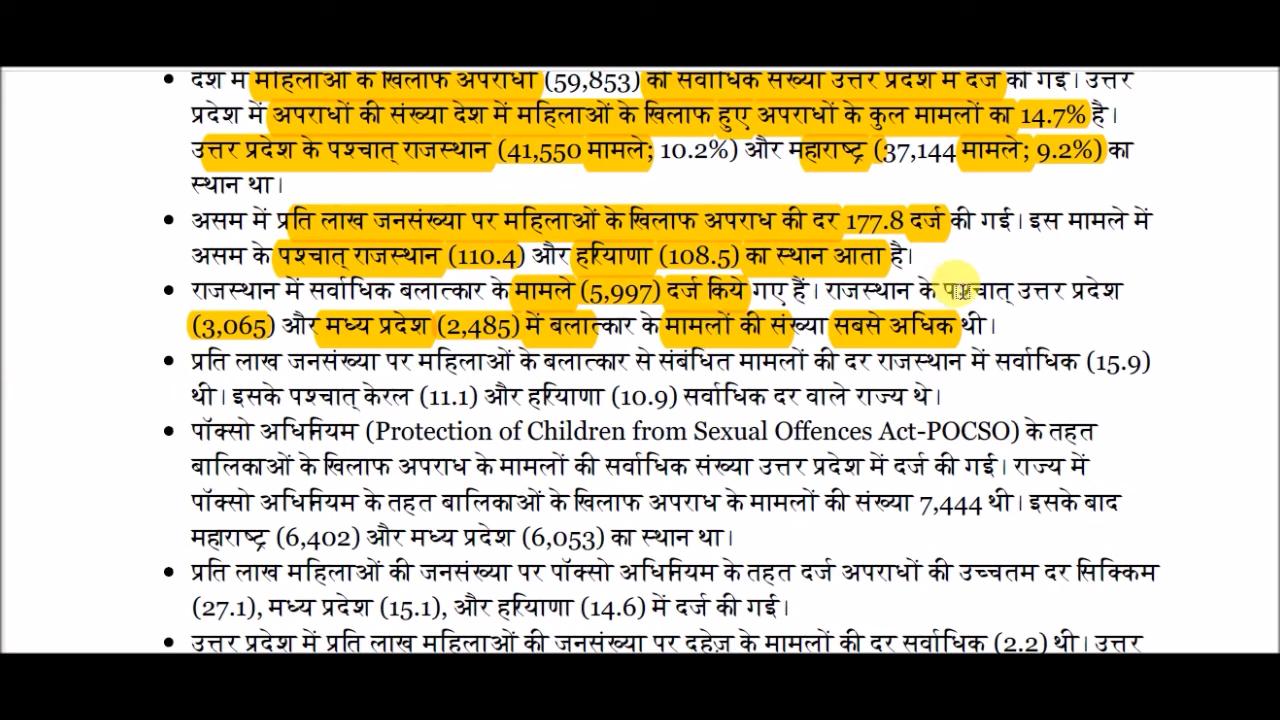 • देश में महिलाओं के खिलाफ अपराधों (59,853) की सर्वाधिक संख्या उत्तर प्रदेश में दर्ज की गई। उत्तर
प्रदेश में अपराधों की संख्या देश में महिलाओं के खिलाफ हुए अपराधों के कुल मामलों का 14.7% है।
उत्तर प्रदेश के पश्चात् राजस्थान (41,550 मामले; 10.2%) और महाराष्ट्र (37,144 मामले; 9.2%) का
स्थान था।
• असम में प्रति लाख जनसंख्या पर महिलाओं के खिलाफ अपराध की दर 177.8 दर्ज की गई। इस मामले में
असम के पश्चात् राजस्थान (110.4) और हरियाणा (108.5) का स्थान आता है।
• राजस्थान में सर्वाधिक बलात्कार के मामले (5,997) दर्ज किये गए हैं। राजस्थान के पश्चात् उत्तर प्रदेश
(3,065) और मध्य प्रदेश (2,485) में बलात्कार के मामलों की संख्या सबसे अधिक थी।
• प्रति लाख जनसंख्या पर महिलाओं के बलात्कार से संबंधित मामलों की दर राजस्थान में सर्वाधिक (15.9)
थी। इसके पश्चात् केरल (11.1) और हरियाणा (10.9) सर्वाधिक दर वाले राज्य थे।
• पॉक्सो अधिनियम (Protection of Children from Sexual Offences Act-POCSO) के तहत
बालिकाओं के खिलाफ अपराध के मामलों की सर्वाधिक संख्या उत्तर प्रदेश में दर्ज की गई। राज्य में
पॉक्सो अधिनियम के तहत बालिकाओं के खिलाफ अपराध के मामलों की संख्या 7,444 थी। इसके बाद
महाराष्ट्र (6,402) और मध्य प्रदेश (6,053) का स्थान था।
• प्रति लाख महिलाओं की जनसंख्या पर पॉक्सो अधिनियम के तहत दर्ज अपराधों की उच्चतम दर सिक्किम
(27.1), मध्य प्रदेश (15.1), और हरियाणा (14.6) में दर्ज की गई।
• उत्तर प्रदेश में प्रति लाख महिलाओं की जनसंख्या पर दहेज़ के मामलों की दर सर्वाधिक (2.2) थी। उत्तर